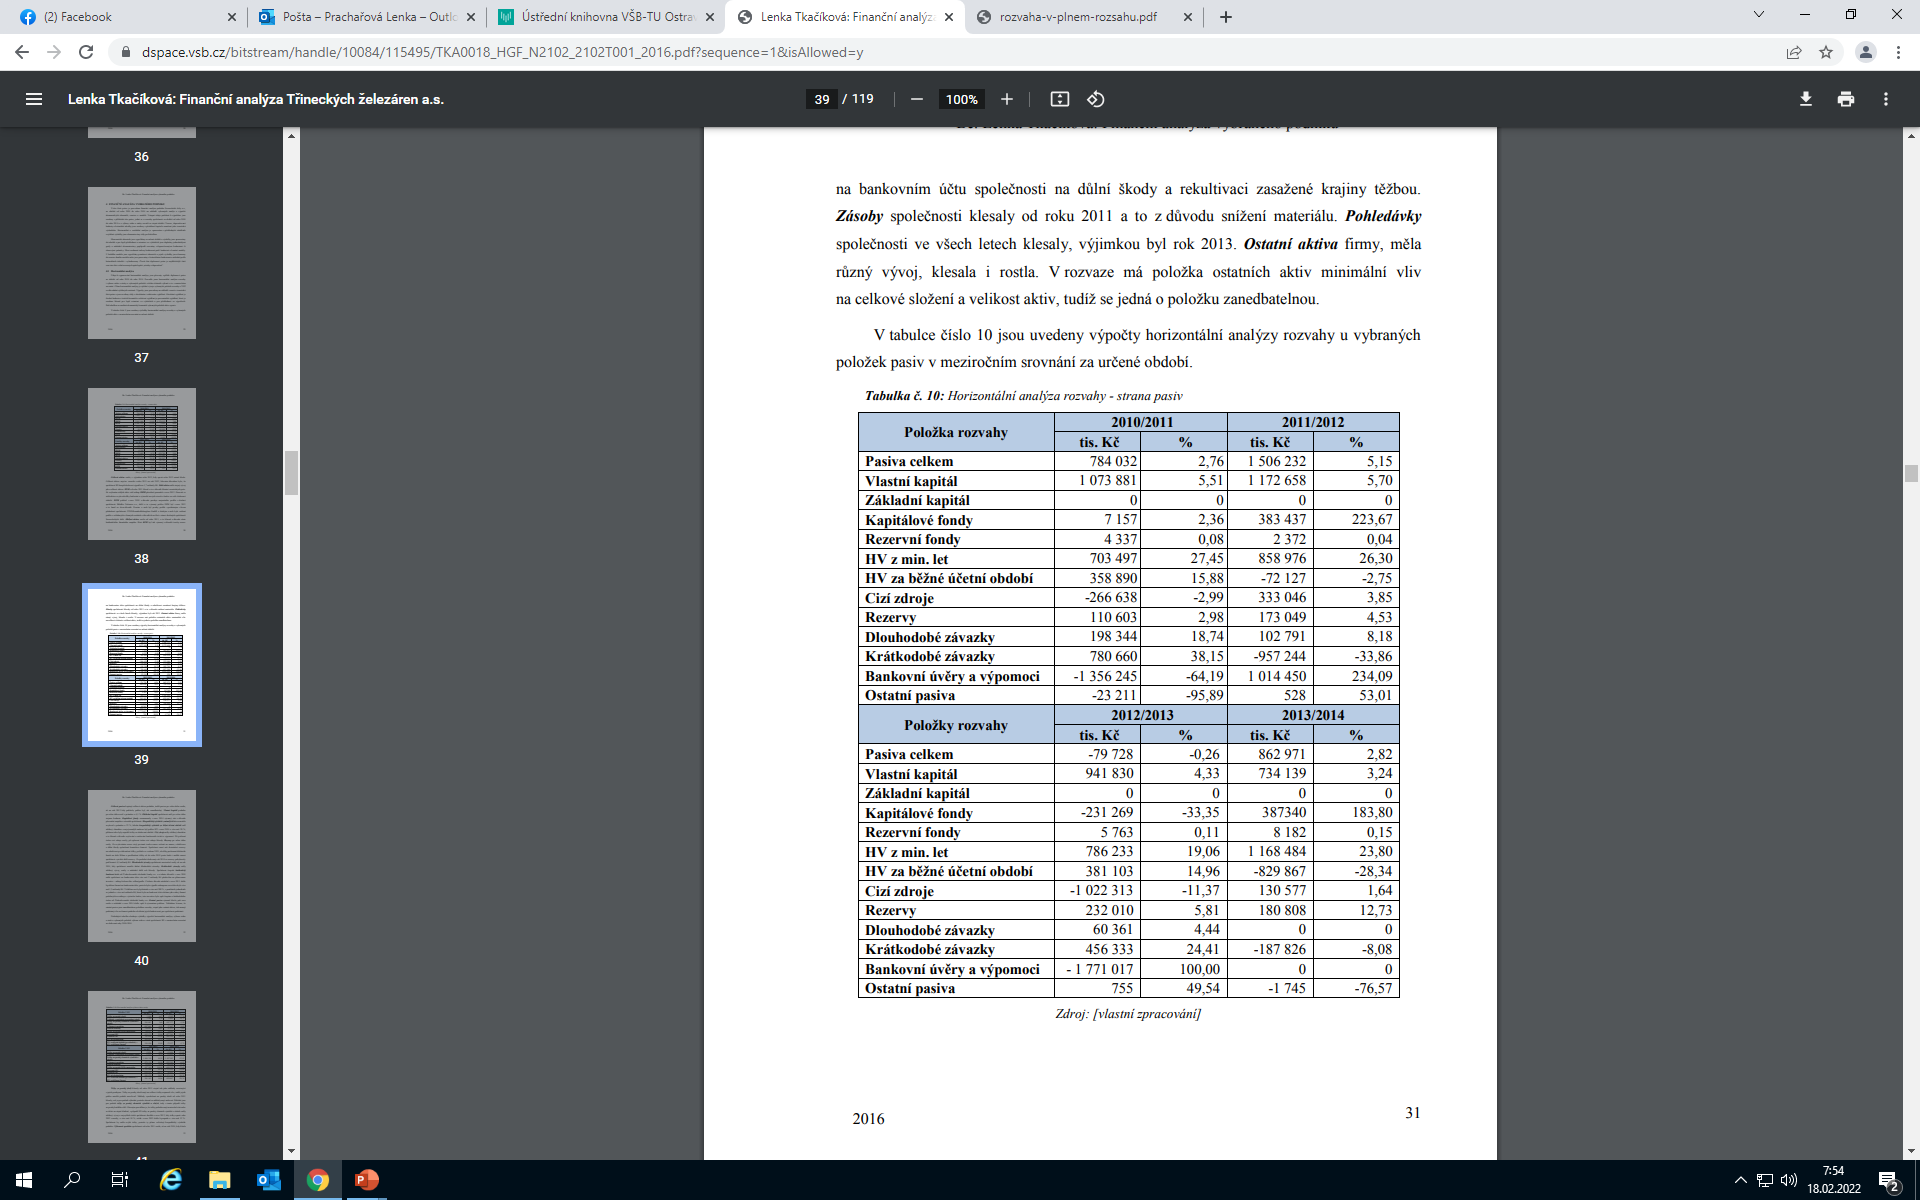 (2) Facebook
Pošta – Prachařová Lenka – Outlo
Ústřední knihovna VŠB-TU Ostrav
Lenka Tkačíková: Finanční analýz
rozvaha-v-plnem-rozsahu.pdf
dspace.vsb.cz/bitstream/handle/10084/115495/TKA0018_HGF_N2102_2102T001_2016.pdf?sequence=1&isAllowed=y
Lenka Tkačíková: Finanční analýza Třineckých železáren a.s.
39 / 119
100%
36
37
38
39
40
na bankovním účtu společnosti na důlní škody a rekultivaci zasažené krajiny těžbou.
Zásoby společnosti klesaly od roku 2011 a to z důvodu snížení materiálu. Pohledávky
společnosti ve všech letech klesaly, výjimkou byl rok 2013. Ostatní aktiva firmy, měla
různý vývoj, klesala i rostla. V rozvaze má položka ostatních aktiv minimální vliv
na celkové složení a velikost aktiv, tudíž se jedná o položku zanedbatelnou.
V tabulce číslo 10 jsou uvedeny výpočty horizontální analýzy rozvahy u vybraných
položek pasiv v meziročním srovnání za určené období.
Tabulka č. 10: Horizontální analýza rozvahy - strana pasiv
Položka rozvahy 2010/2011 2011/2012
tis. Kč % tis. Kč %
Pasiva celkem 784 032 2,76 1 506 232 5,15
Vlastní kapitál 1 073 881 5,51 1 172 658 5,70
Základní kapitál 0 0 0 0
Kapitálové fondy 7 157 2,36 383 437 223,67
Rezervní fondy 4 337 0,08 2 372 0,04
HV z min. let 703 497 27,45 858 976 26,30
HV za běžné účetní období 358 890 15,88 -72 127 -2,75
Cizí zdroje -266 638 -2,99 333 046 3,85
Rezervy 110 603 2,98 173 049 4,53
Dlouhodobé závazky 198 344 18,74 102 791 8,18
Krátkodobé závazky 780 660 38,15 -957 244 -33,86
Bankovní úvěry a výpomoci -1 356 245 -64,19 1 014 450 234,09
Ostatní pasiva -23 211 -95,89 528 53,01
Položky rozvahy 2012/2013 2013/2014
tis. Kč % tis. Kč %
Pasiva celkem -79 728 -0,26 862 971 2,82
Vlastní kapitál 941 830 4,33 734 139 3,24
Základní kapitál 0 0 0 0
Kapitálové fondy -231 269 -33,35 387340 183,80
Rezervní fondy 5 763 0,11 8 182 0,15
HV z min. let 786 233 19,06 1 168 484 23,80
HV za běžné účetní období 381 103 14,96 -829 867 -28,34
Cizí zdroje -1 022 313 -11,37 130 577 1,64
Rezervy 232 010 5,81 180 808 12,73
Dlouhodobé závazky 60 361 4,44 0 0
Krátkodobé závazky 456 333 24,41 -187 826 -8,08
Bankovní úvěry a výpomoci - 1 771 017 100,00 0 0
Ostatní pasiva 755 49,54 -1 745 -76,57
Zdroj: [vlastní zpracování]
2016 31
7:54
18.02.2022
2